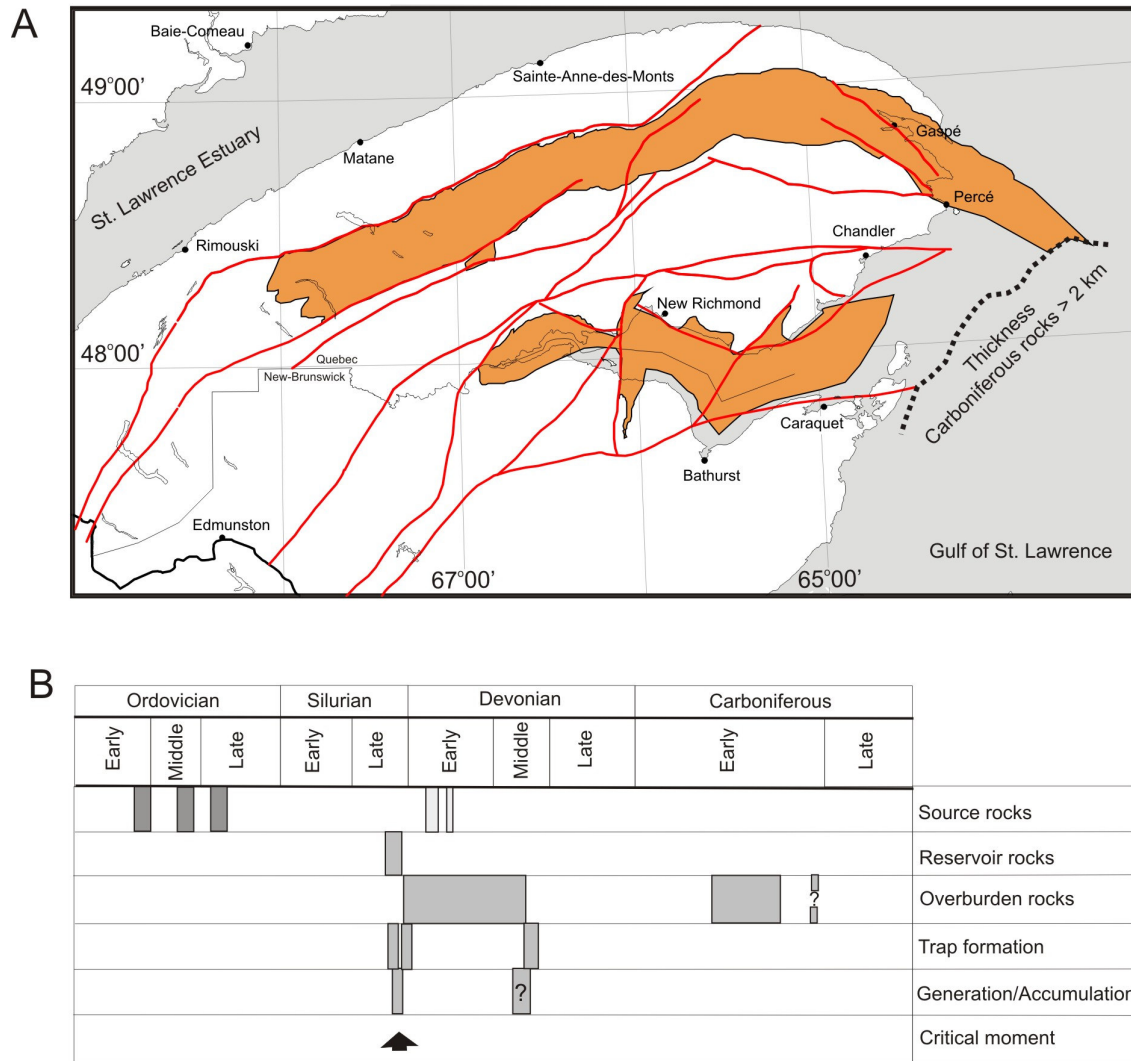 A
Baie-Comeau
49°00'
Sainte-Anne-des-Monts
St. Lawrence Estuary
Gaspé
Matane
Percé
Rimouski
Chandler
New Richmond
Thickness
Carboniferous rocks > 2 km
48°00'
Quebec
New-Brunswick
Caraquet
Bathurst
Edmunston
Gulf of St. Lawrence
67°00'
65°00'
B
Ordovician Silurian Devonian Carboniferous
Early Middle Late Early Late Early Middle Late Early Late
Source rocks
Reservoir rocks
? Overburden rocks
Trap formation
? Generation/Accumulation
Critical moment